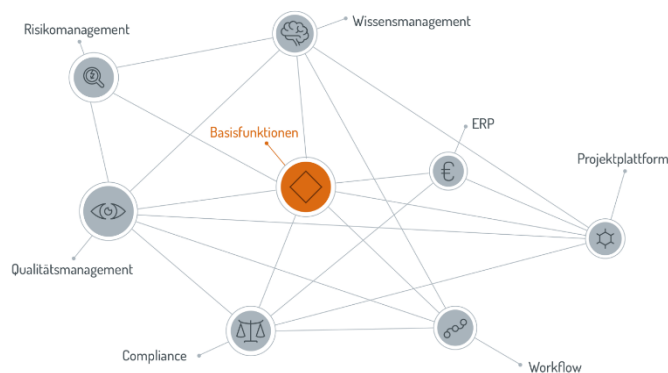 Risikomanagement
Wissensmanagement
Basisfunktionen
ERP
€
Projektplattform
Qualitätsmanagement
Compliance
Workflow